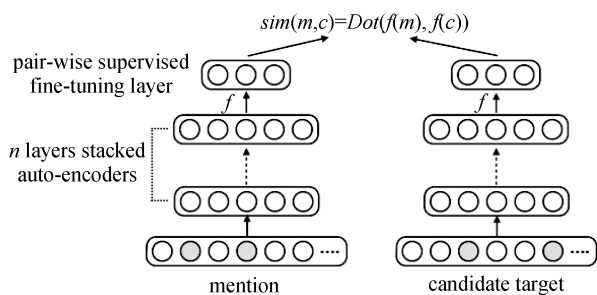 sim(m,c)=Dot(f(m), f(c))
pair-wise supervised
fine-tuning layer
f
f
n layers stacked
auto-encoders
mention
candidate target